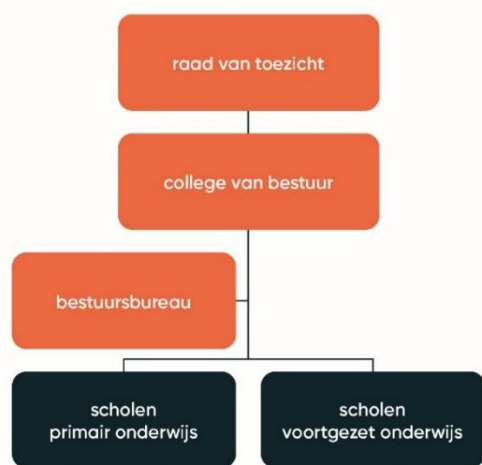 raad van toezicht
college van bestuur
bestuursbureau
scholen
primair onderwijs
scholen
voortgezet onderwijs